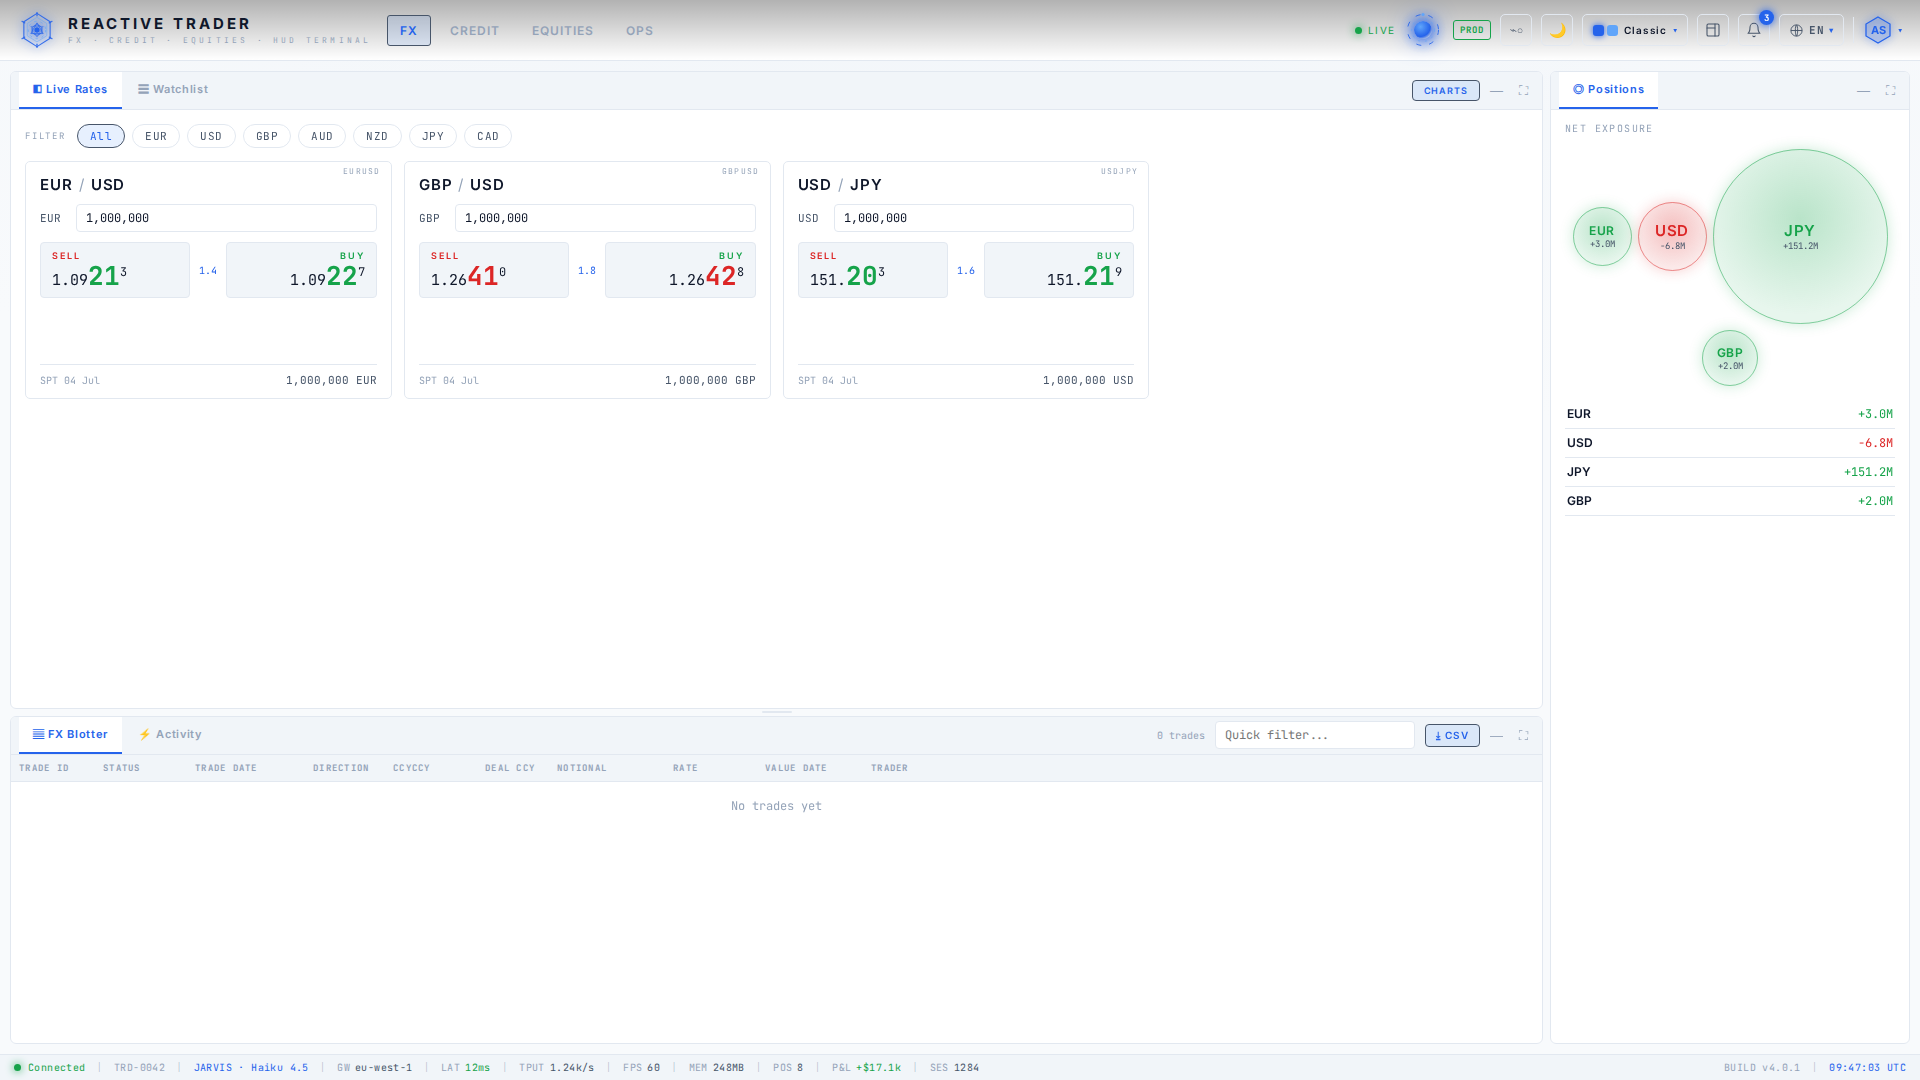 REACTIVE TRADER
FX · CREDIT · EQUITIES · HUD TERMINAL
FX CREDIT EQUITIES OPS
LIVE PROD Classic 3 EN AS
Live Rates Watchlist CHARTS
FILTER All EUR USD GBP AUD NZD JPY CAD
EURUSD
EUR / USD
EUR 1,000,000
SELL 1.4 BUY
1.09213 1.09227
SPT 04 Jul 1,000,000 EUR
GBPUSD
GBP / USD
GBP 1,000,000
SELL 1.8 BUY
1.26410 1.26428
SPT 04 Jul 1,000,000 GBP
USDJPY
USD / JPY
USD 1,000,000
SELL 1.6 BUY
151.203 151.219
SPT 04 Jul 1,000,000 USD
Positions
NET EXPOSURE
EUR
+3.0M
USD
-6.8M
JPY
+151.2M
GBP
+2.0M
EUR +3.0M
USD -6.8M
JPY +151.2M
GBP +2.0M
FX Blotter Activity 0 trades Quick filter... CSV
TRADE ID STATUS TRADE DATE DIRECTION CCYCCY DEAL CCY NOTIONAL RATE VALUE DATE TRADER
No trades yet
Connected TRD-0042 JARVIS · Haiku 4.5 GW eu-west-1 LAT 12ms TPUT 1.24k/s FPS 60 MEM 248MB POS 8 P&L +$17.1k SES 1284 BUILD v4.0.1 09:47:03 UTC